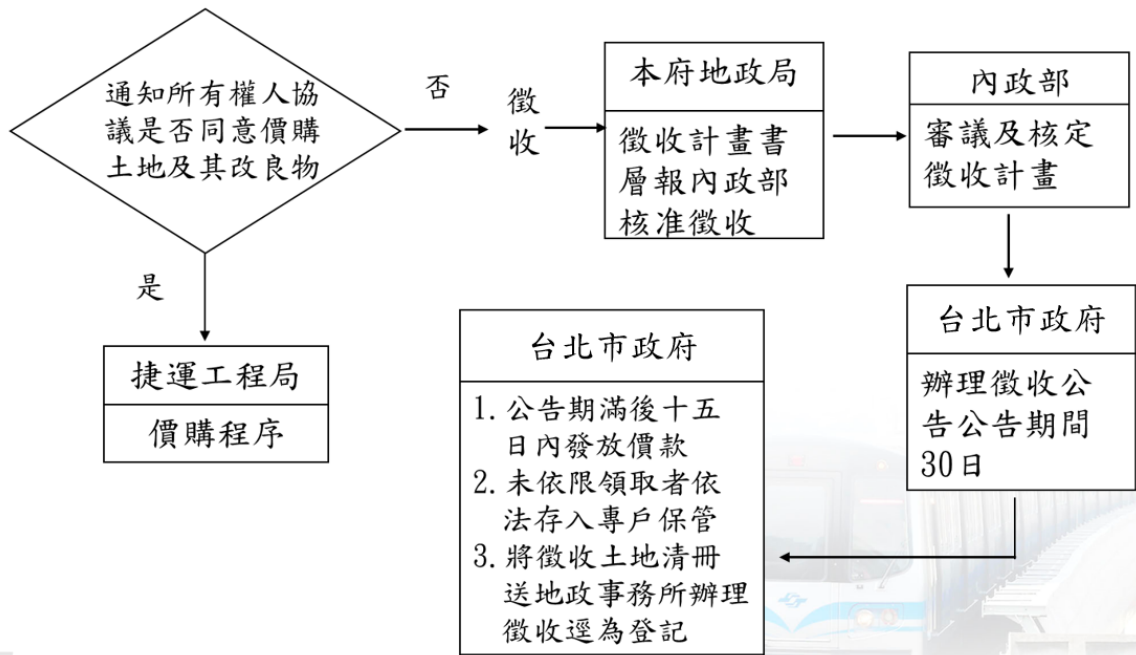 通知所有權人協
議是否同意價購
土地及其改良物
否
徵
收
本府地政局
徵收計畫書
層報內政部
核准徵收
內政部
審議及核定
徵收計畫
是
捷運工程局
價購程序
台北市政府
辦理徵收公
告公告期間
30日
台北市政府
1. 公告期滿後十五
日內發放價款
2. 未依限領取者依
法存入專戶保管
3. 將徵收土地清冊
送地政事務所辦理
徵收逕為登記